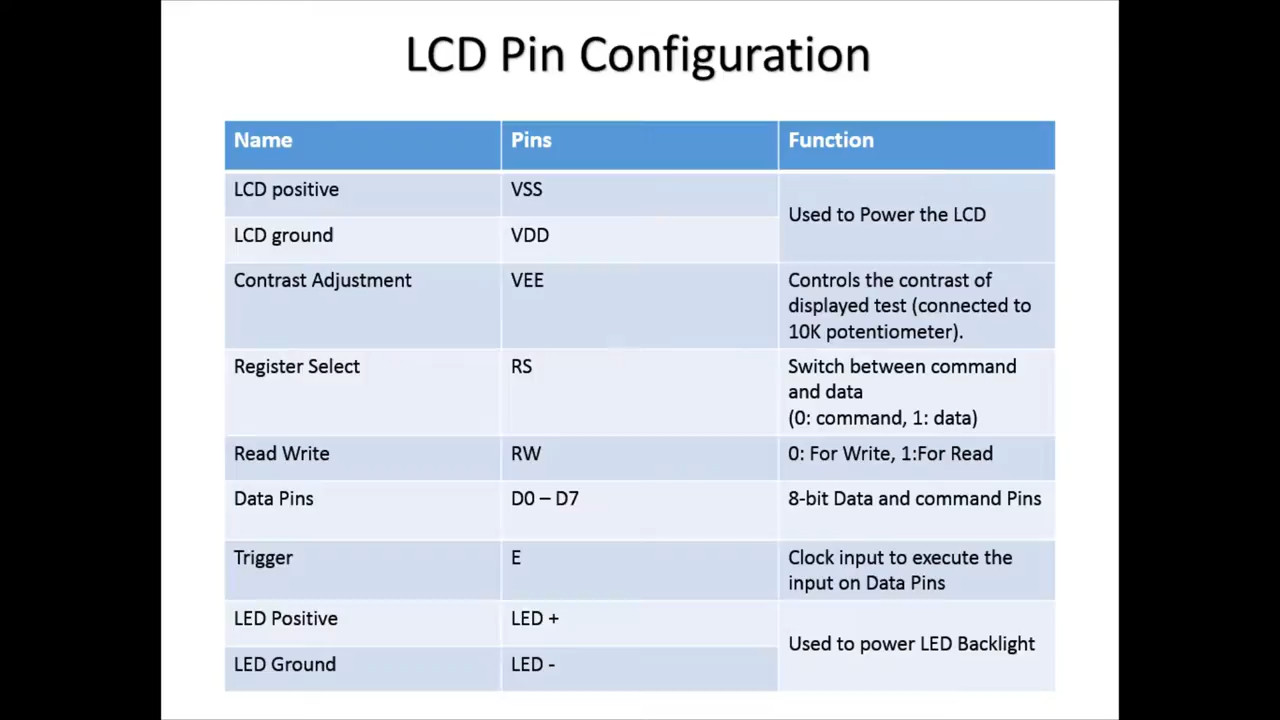 LCD Pin Configuration
Name Pins Function
LCD positive VSS
Used to Power the LCD
LCD ground VDD
Contrast Adjustment VEE Controls the contrast of
displayed test (connected to
10K potentiometer).
Register Select RS Switch between command
and data
(0: command, 1: data)
Read Write RW 0: For Write, 1:For Read
Data Pins D0 – D7 8-bit Data and command Pins
Trigger E Clock input to execute the
input on Data Pins
LED Positive LED +
Used to power LED Backlight
LED Ground LED -